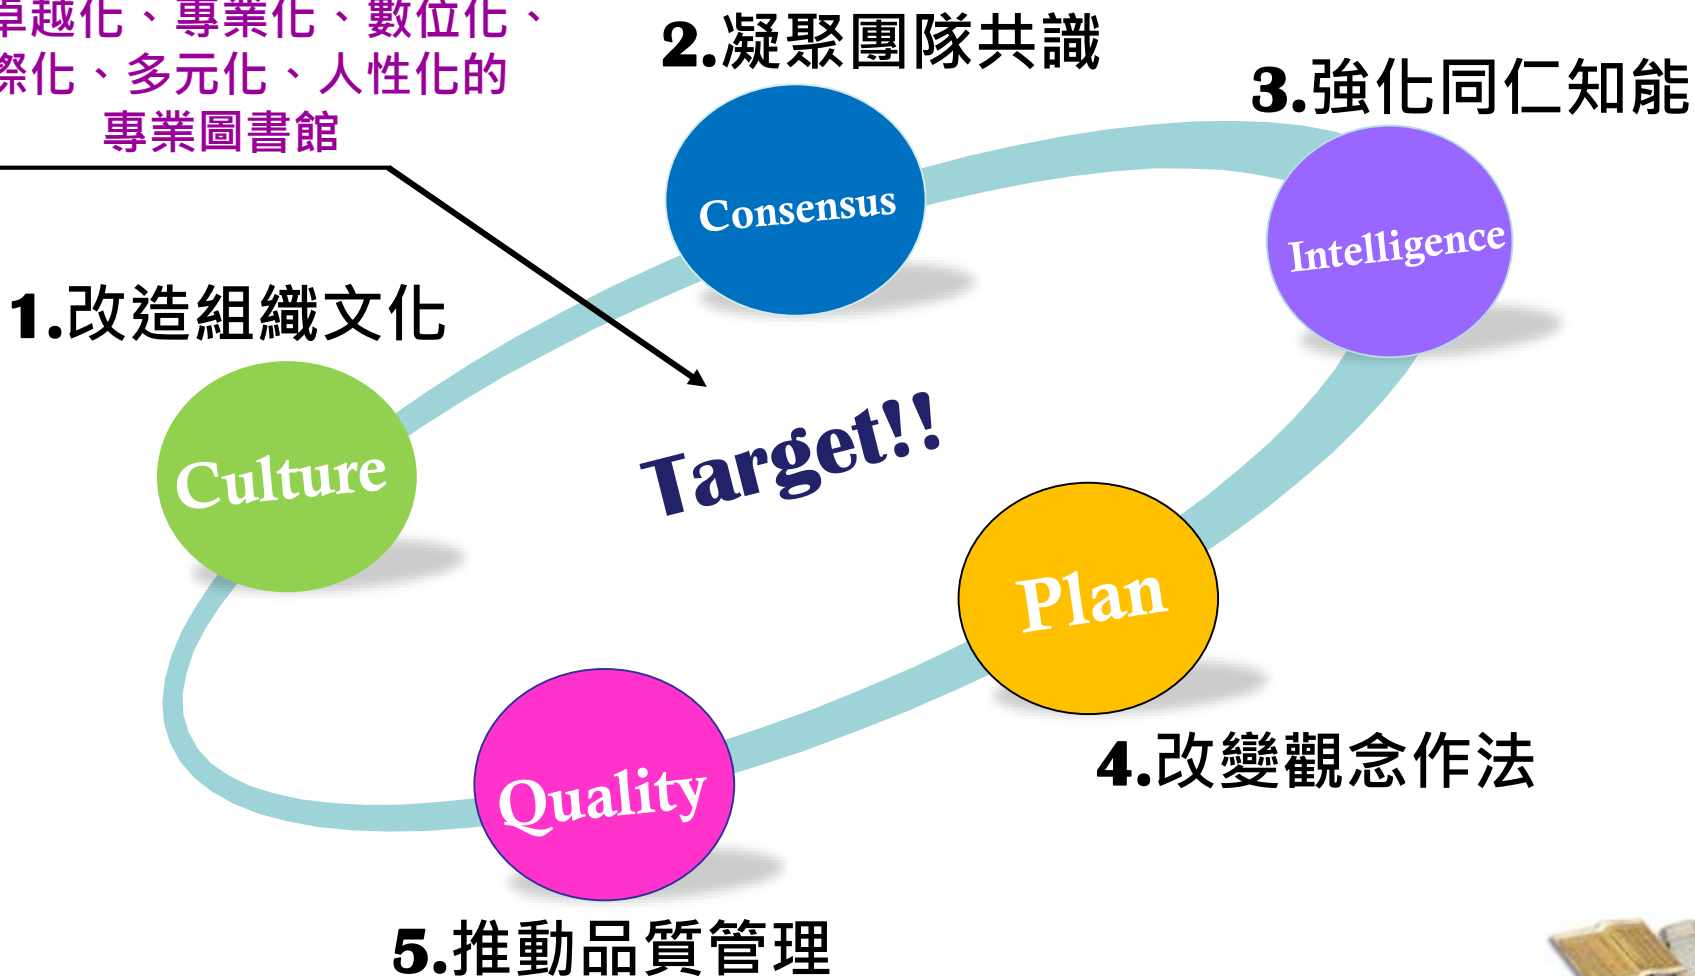 卓越化、專業化、數位化、
際化、多元化、人性化的
專業圖書館
2.凝聚團隊共識
3.強化同仁知能
Consensus
Intelligence
1.改造組織文化
Culture
Target!!
Plan
4.改變觀念作法
Quality
5.推動品質管理